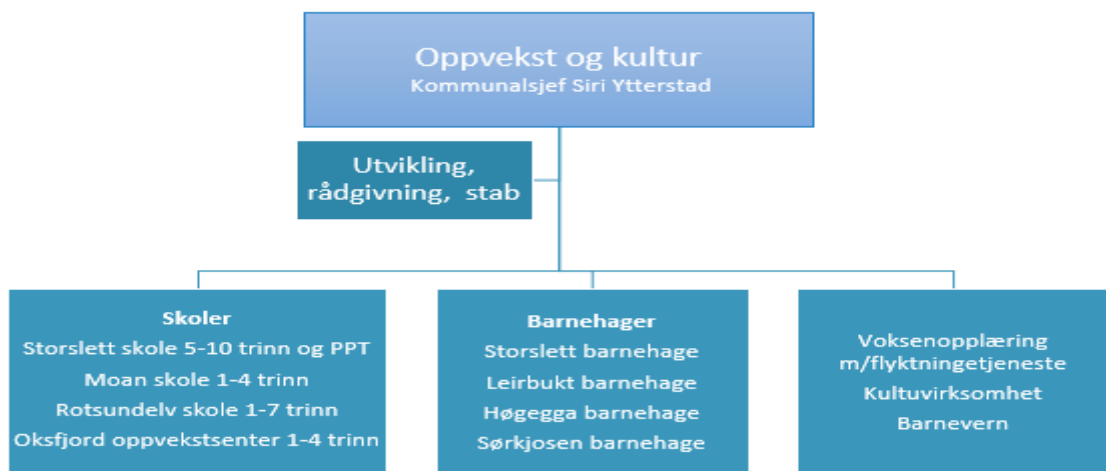 Oppvekst og kultur
Kommunalsjef Siri Ytterstad
Utvikling,
rådgivning, stab
Skoler
Storslett skole 5-10 trinn og PPT
Moan skole 1-4 trinn
Rotsundelv skole 1-7 trinn
Oksfjord oppvekstsenter 1-4 trinn
Barnehager
Storslett barnehage
Leirbukt barnehage
Høgegga barnehage
Sørkjosen barnehage
Voksenopplæring
m/flyktningetjeneste
Kultuvirksomhet
Barnevern